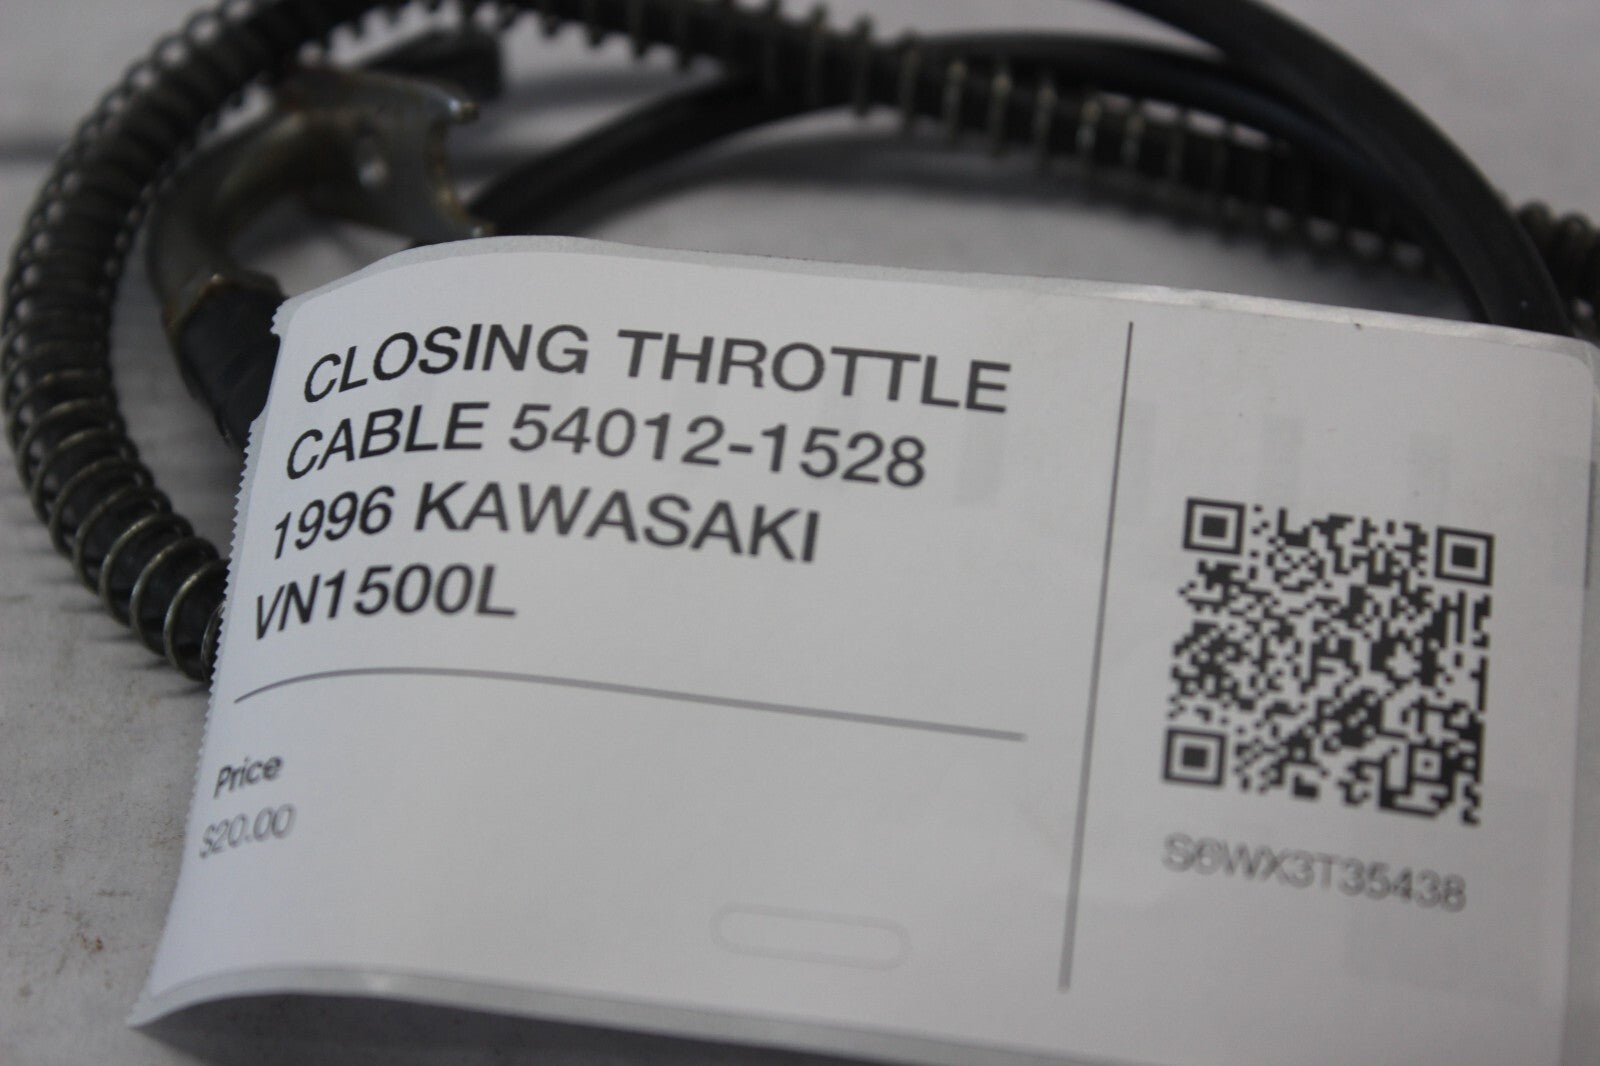 CLOSING THROTTLE
CABLE 54012-1528
1996 KAWASAKI
VN1500L
Price
$20.00
S6WX3T35438